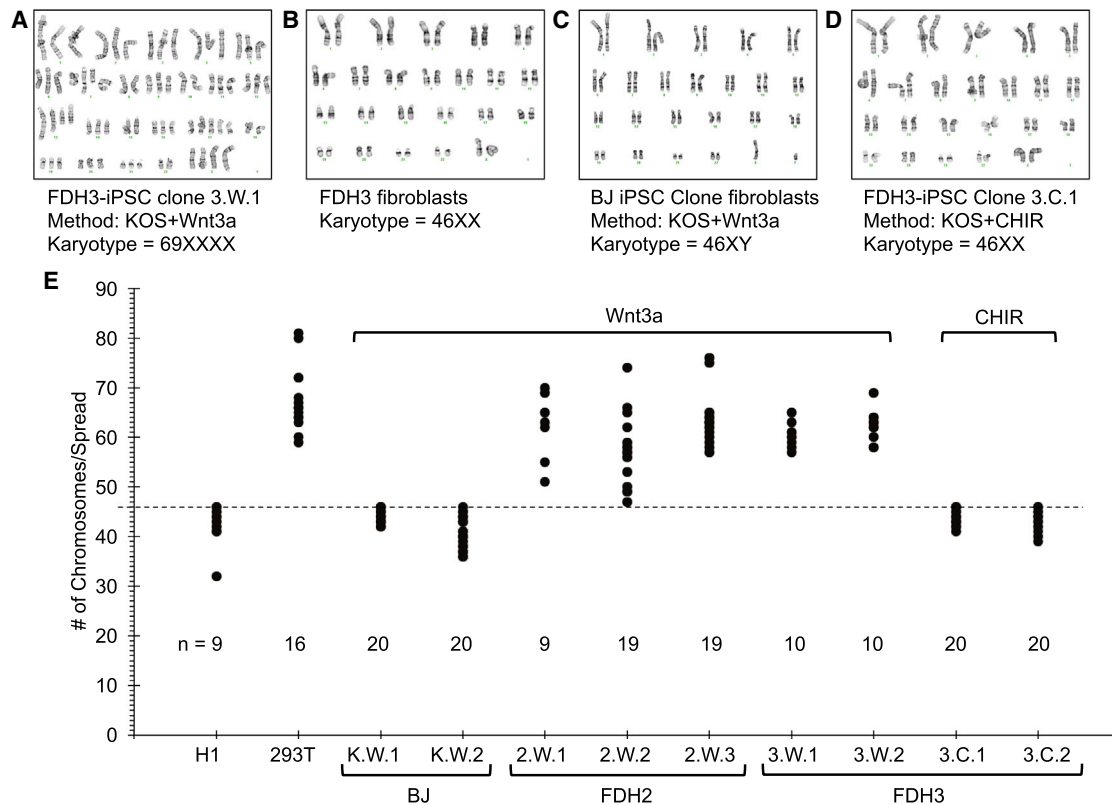 A
B
C
D
FDH3-iPSC clone 3.W.1
Method: KOS+Wnt3a
Karyotype = 69XXXX
FDH3 fibroblasts
Karyotype = 46XX
BJ iPSC Clone fibroblasts
Method: KOS+Wnt3a
Karyotype = 46XY
FDH3-iPSC Clone 3.C.1
Method: KOS+CHIR
Karyotype = 46XX
E
# of Chromosomes/Spread
90
80
70
60
50
40
30
20
10
0
Wnt3a
CHIR
n = 9 16 20 20 9 19 19 10 10 20 20
H1 293T K.W.1 K.W.2 2.W.1 2.W.2 2.W.3 3.W.1 3.W.2 3.C.1 3.C.2
BJ FDH2 FDH3